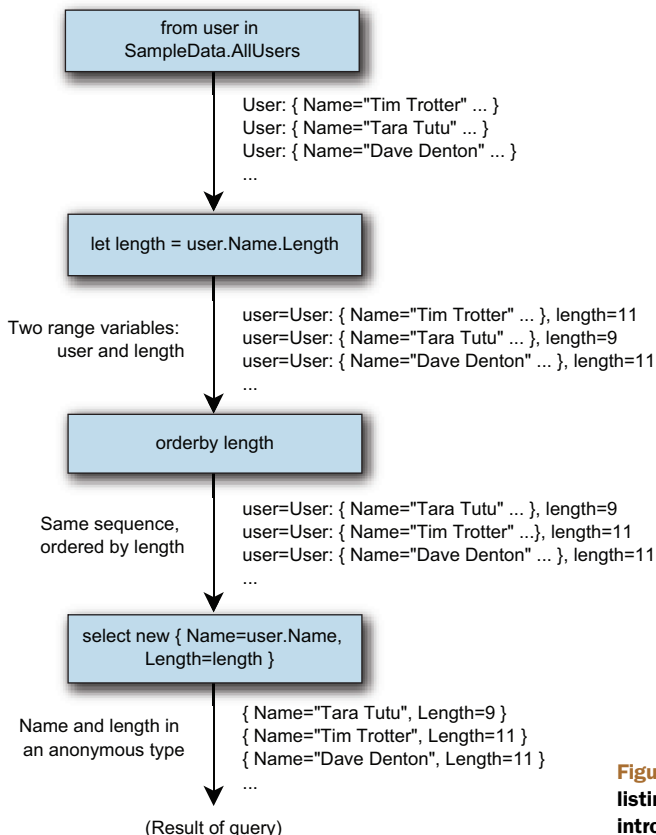 from user in
SampleData.AllUsers
User: { Name="Tim Trotter" ... }
User: { Name="Tara Tutu" ... }
User: { Name="Dave Denton" ... }
...
let length = user.Name.Length
Two range variables:
user and length
user=User: { Name="Tim Trotter" ... }, length=11
user=User: { Name="Tara Tutu" ... }, length=9
user=User: { Name="Dave Denton" ... }, length=11
...
orderby length
Same sequence,
ordered by length
user=User: { Name="Tara Tutu" ... }, length=9
user=User: { Name="Tim Trotter" ...}, length=11
user=User: { Name="Dave Denton" ... }, length=11
...
select new { Name=user.Name,
Length=length }
Name and length in
an anonymous type
{ Name="Tara Tutu", Length=9 }
{ Name="Tim Trotter", Length=11 }
{ Name="Dave Denton", Length=11 }
...
(Result of query)